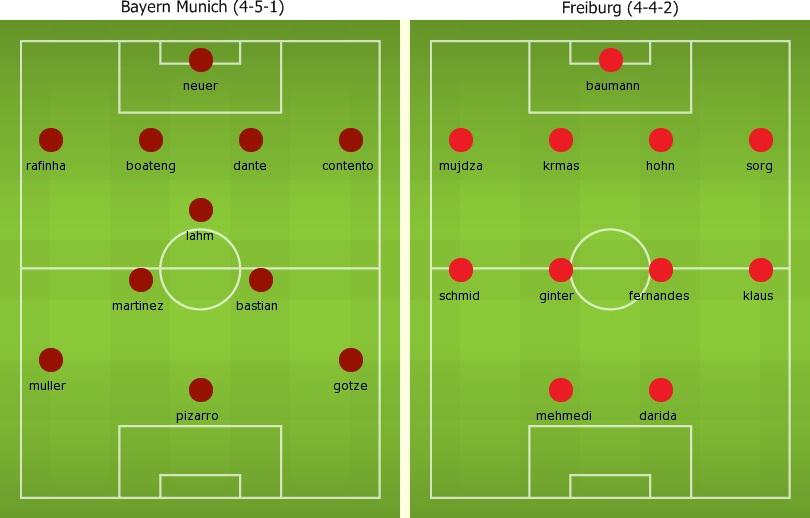 Bayern Munich (4-5-1)
neuer
rafinha boateng dante contento
lahm
martinez bastian
muller gotze
pizarro
Freiburg (4-4-2)
baumann
mujdza krmas hohn sorg
schmid ginter fernandes klaus
mehmedi darida